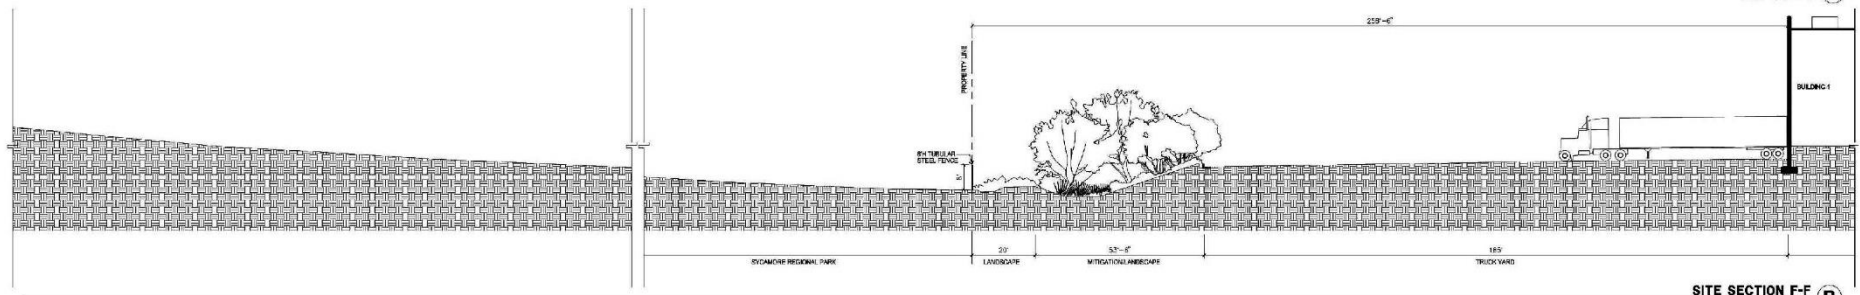 259'-6"
PROPERTY LINE
BUILDING-1
8'H TUBULAR
STEEL FENCE
8'
20'
53'-6"
185'
SYCAMORE REGIONAL PARK
LANDSCAPE
MITIGATION/LANDSCAPE
TRUCK YARD
SITE SECTION F-F